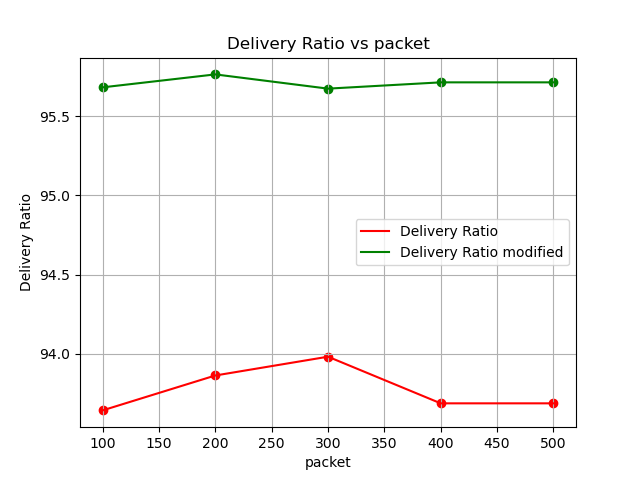 Delivery Ratio vs packet
95.5
95.0
94.5
94.0
Delivery Ratio
Delivery Ratio
Delivery Ratio modified
100 150 200 250 300 350 400 450 500
packet